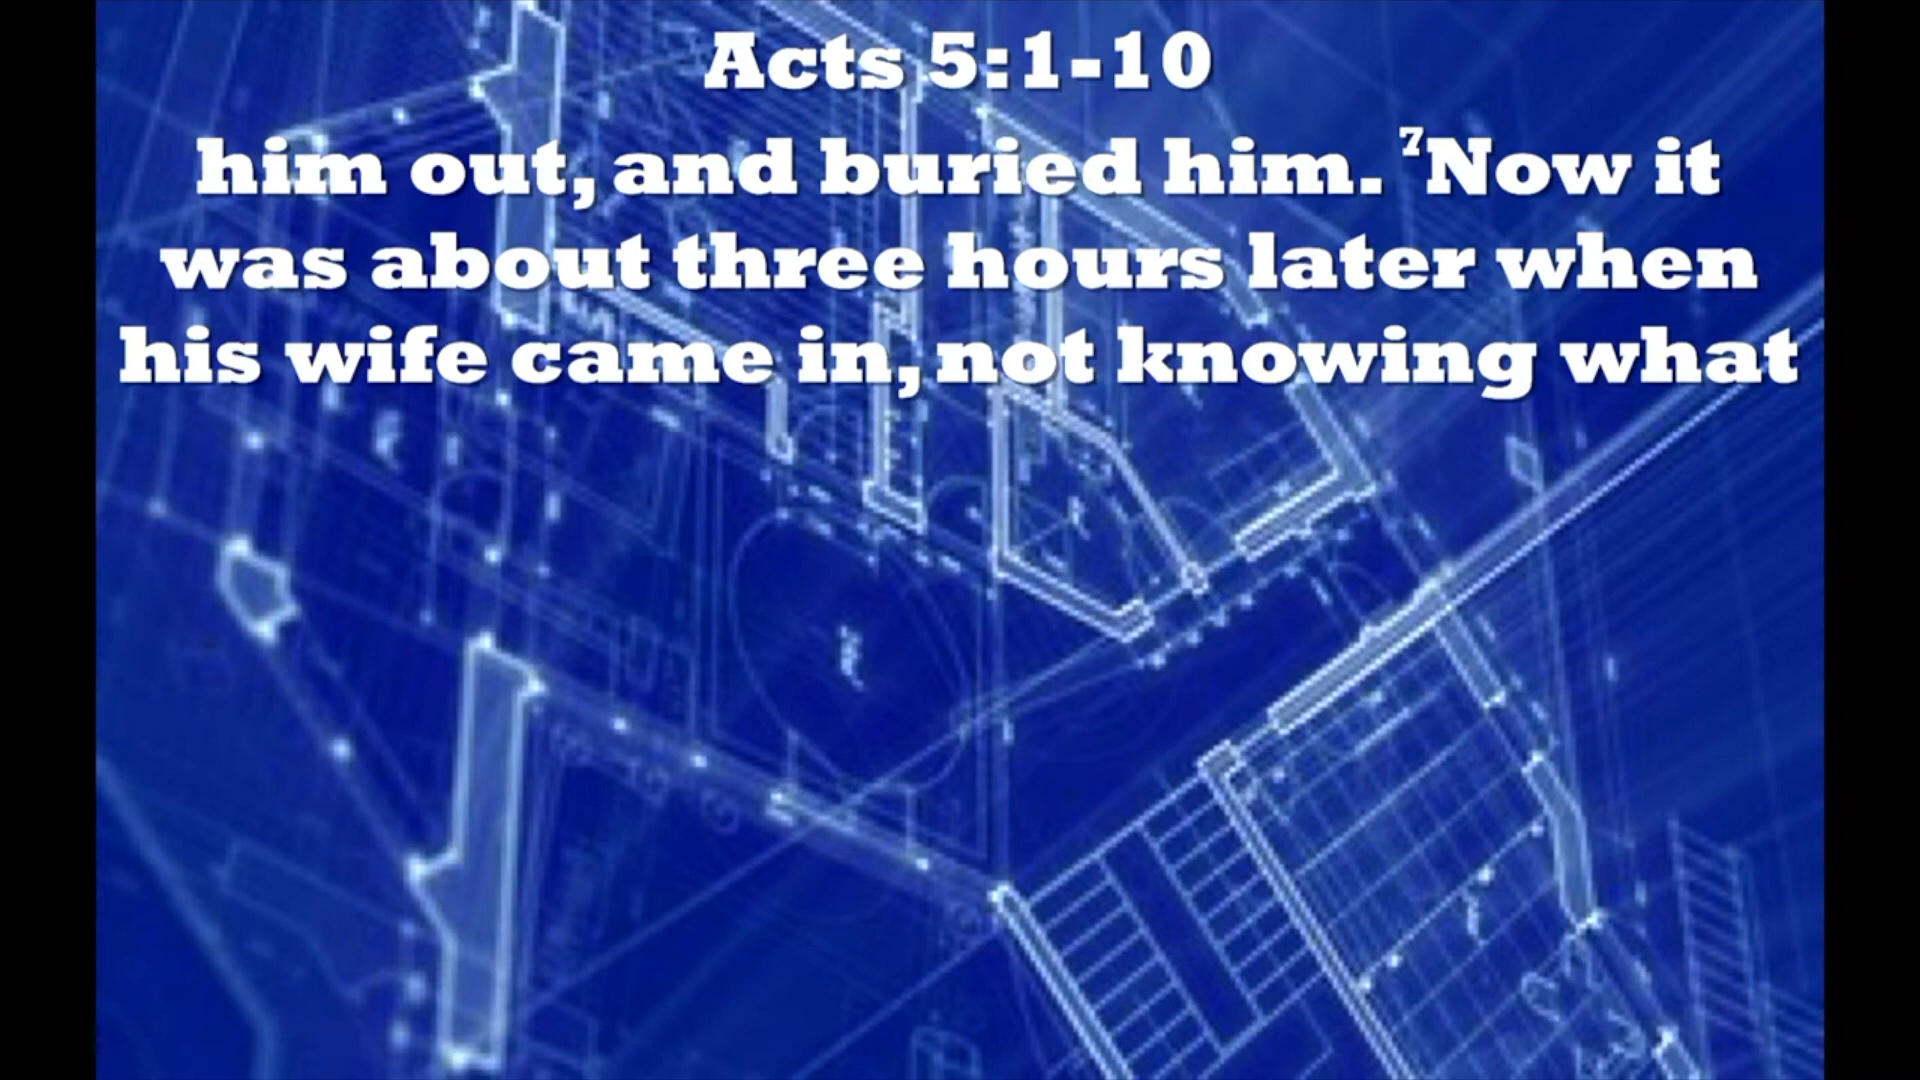 Acts 5:1-10
him out, and buried him. ⁷Now it
was about three hours later when
his wife came in, not knowing what